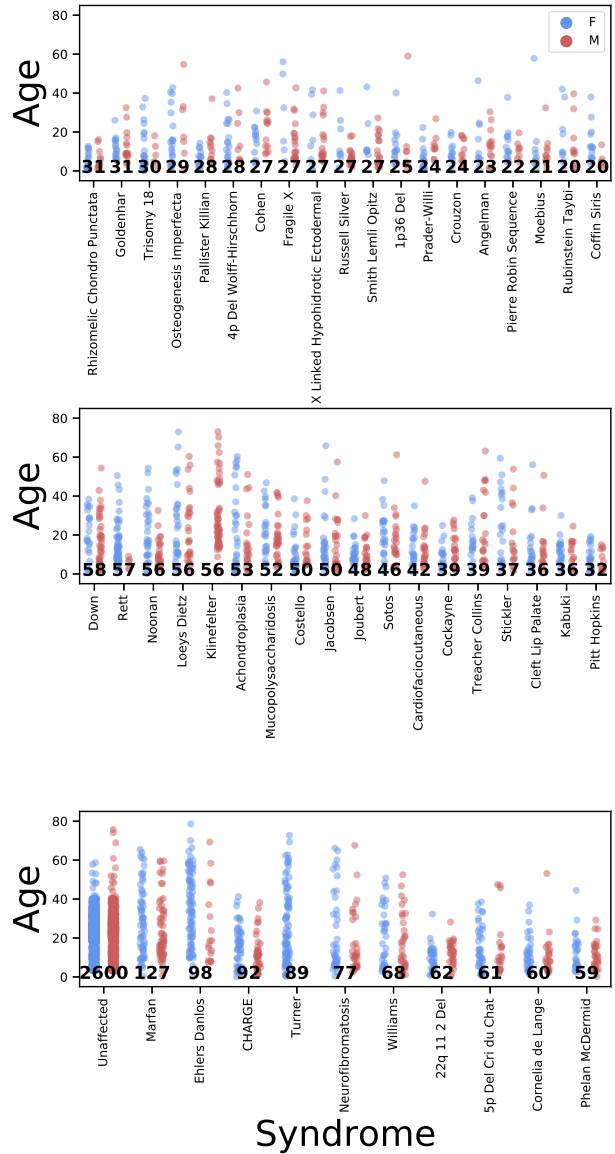 80
60
40
20
0
Age
F
M
31 31 30 29 28 28 27 27 27 27 27 25 24 24 23 22 21 20 20
Rhizomelic Chondro Punctata
Goldenhar
Trisomy 18
Osteogenesis Imperfecta
Pallister Killian
4p Del Wolff-Hirschhorn
Cohen
Fragile X
X Linked Hypohidrotic Ectodermal
Russell Silver
Smith Lemli Opitz
1p36 Del
Prader-Willi
Crouzon
Angelman
Pierre Robin Sequence
Moebius
Rubinstein Taybi
Coffin Siris
80
60
40
20
0
Age
58 57 56 56 56 53 52 50 50 48 46 42 39 39 37 36 36 32
Down
Rett
Noonan
Loeys Dietz
Klinefelter
Achondroplasia
Mucopolysaccharidosis
Costello
Jacobsen
Joubert
Sotos
Cardiofaciocutaneous
Cockayne
Treacher Collins
Stickler
Cleft Lip Palate
Kabuki
Pitt Hopkins
80
60
40
20
0
Age
2600 127 98 92 89 77 68 62 61 60 59
Unaffected
Marfan
Ehlers Danlos
CHARGE
Turner
Neurofibromatosis
Williams
22q 11 2 Del
5p Del Cri du Chat
Cornelia de Lange
Phelan McDermid
Syndrome